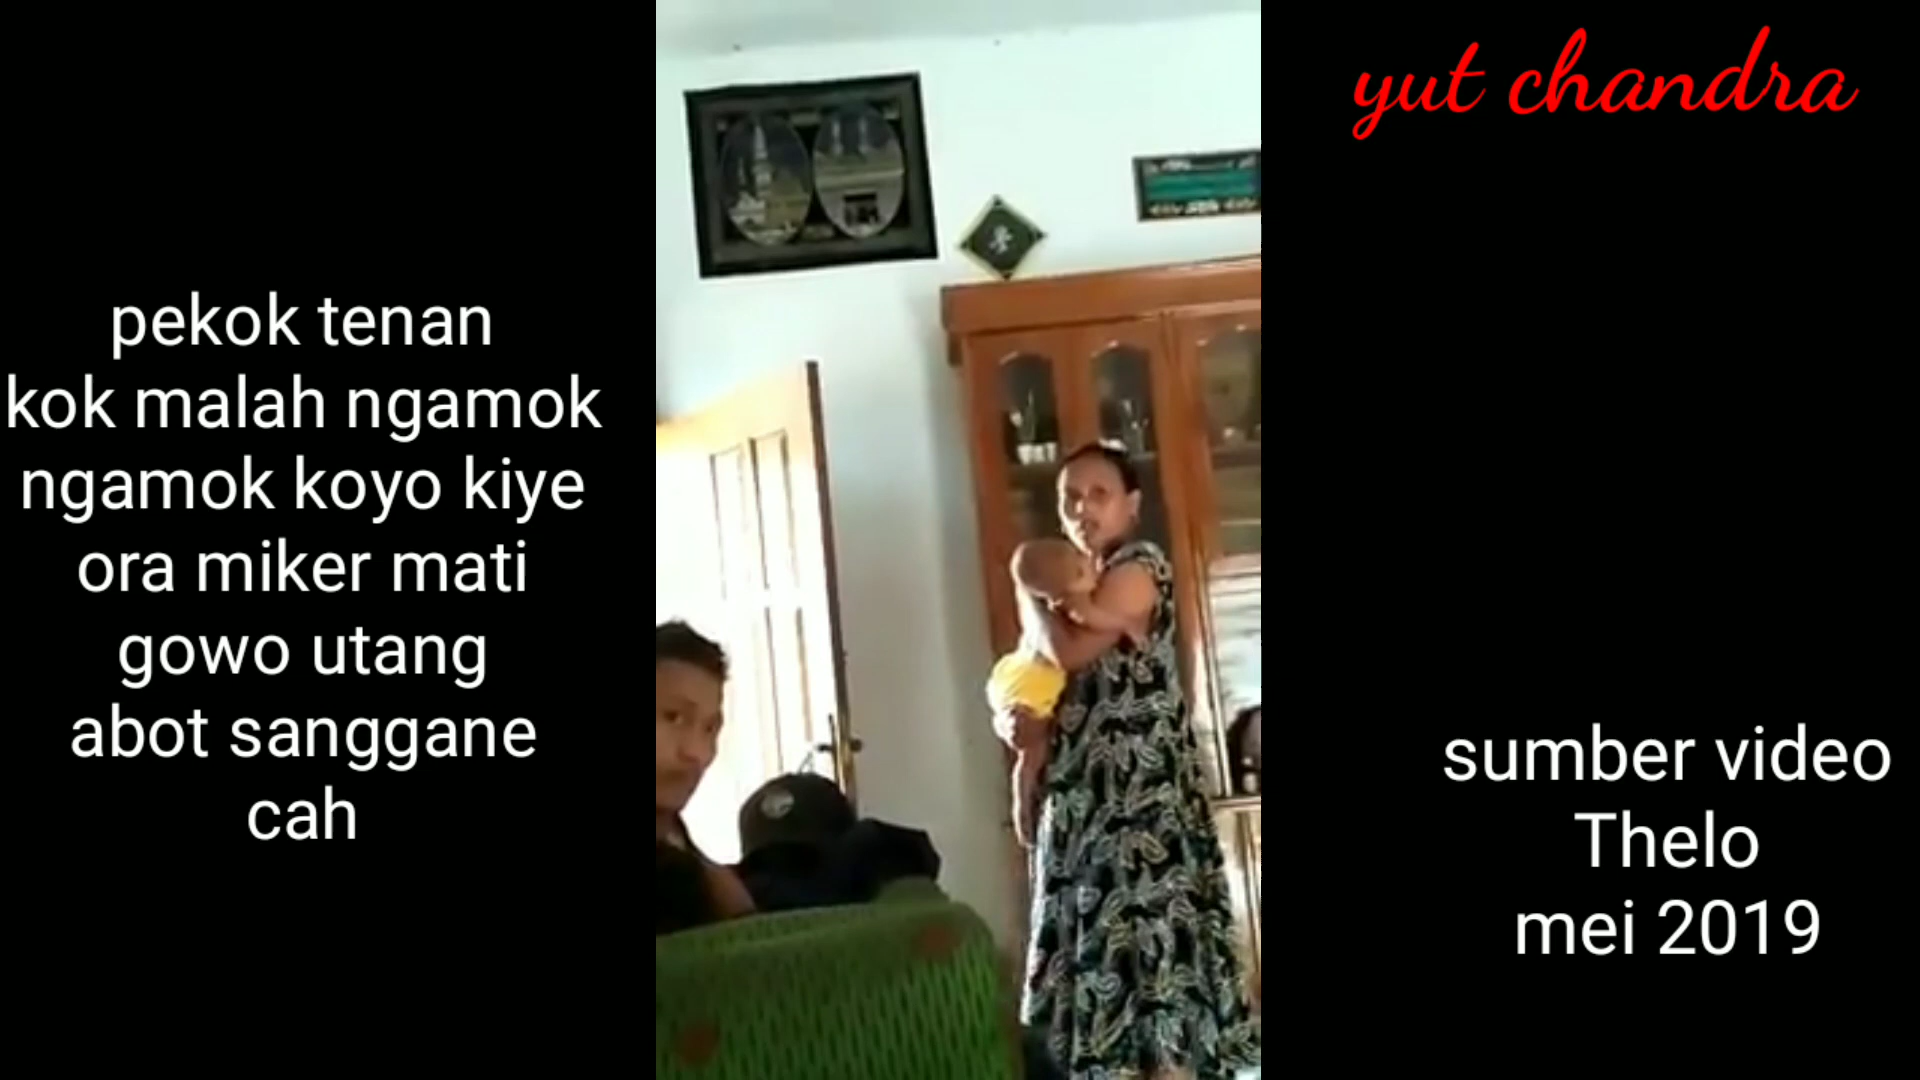 pekok tenan
kok malah ngamok
ngamok koyo kiye
ora miker mati
gowo utang
abot sanggane
cah
yut chandra
sumber video
Thelo
mei 2019